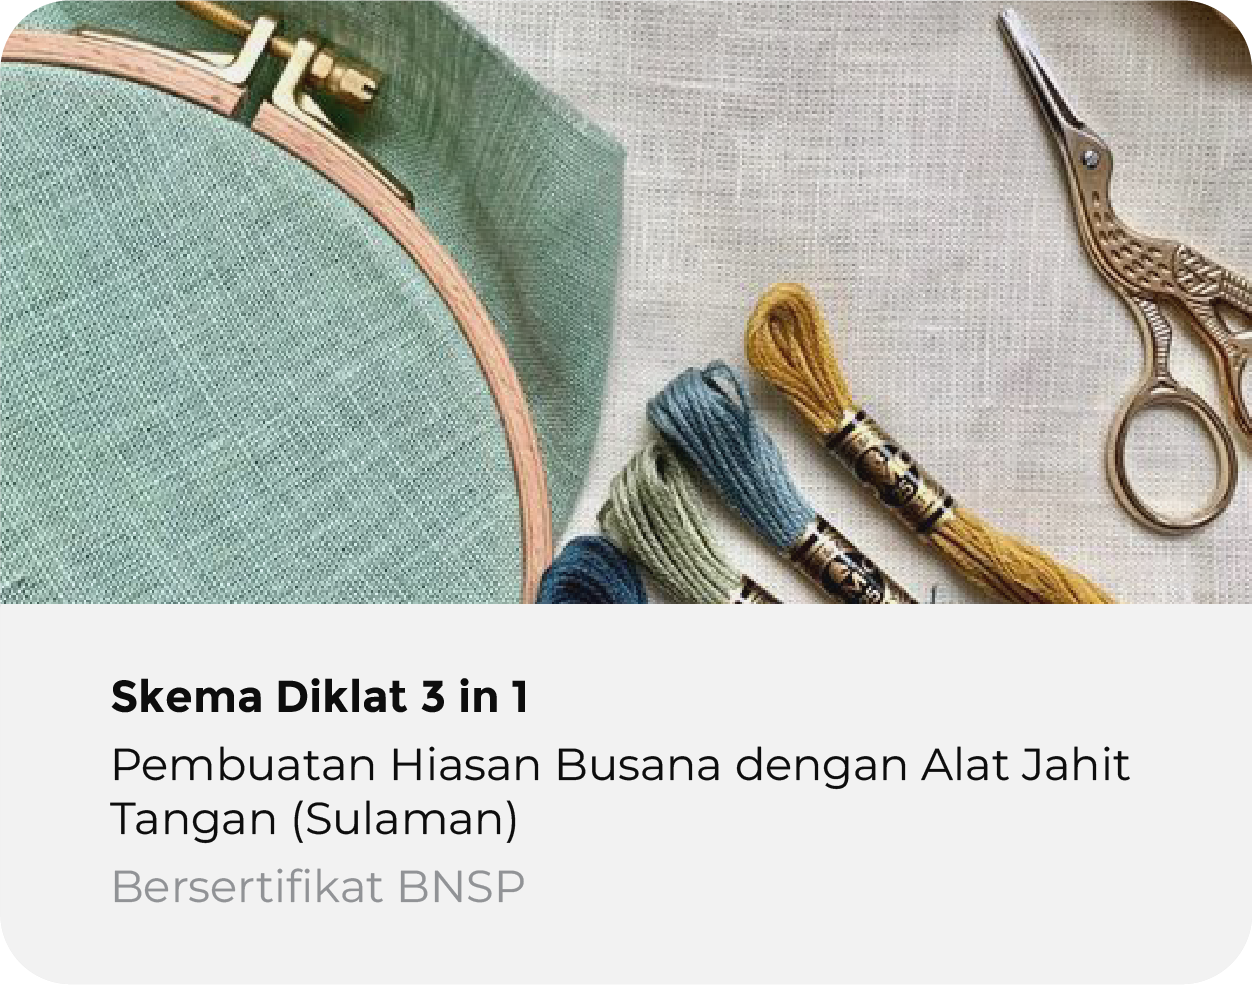 Skema Diklat 3 in 1
Pembuatan Hiasan Busana dengan Alat Jahit
Tangan (Sulaman)
Bersertifikat BNSP